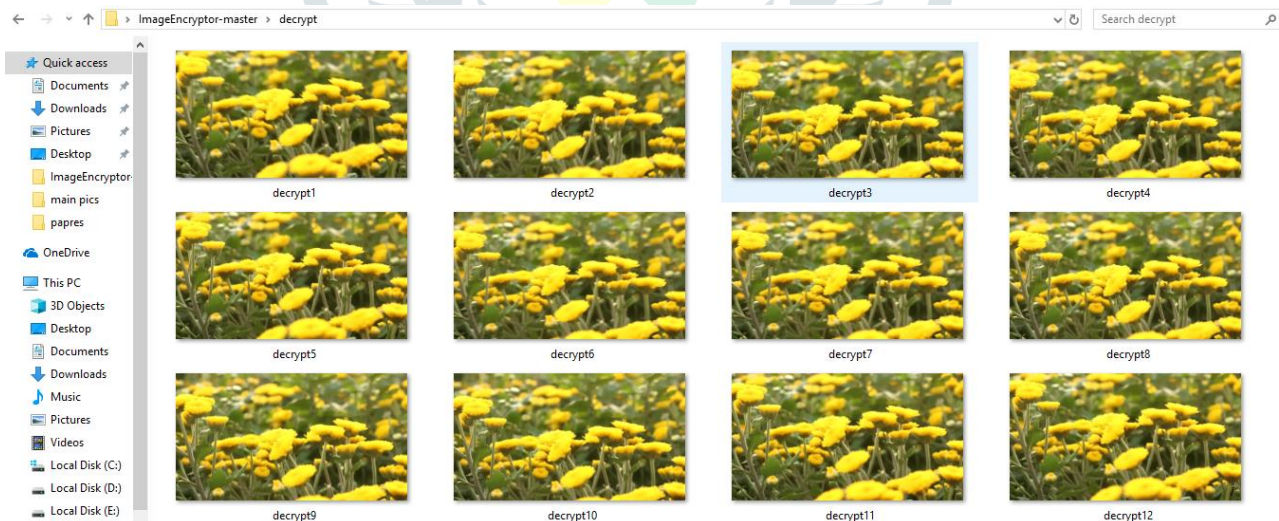 ImageEncryptor-master > decrypt
Search decrypt
Quick access
Documents
Downloads
Pictures
Desktop
ImageEncryptor-
main pics
papres
OneDrive
This PC
3D Objects
Desktop
Documents
Downloads
Music
Pictures
Videos
Local Disk (C:)
Local Disk (D:)
Local Disk (E:)
decrypt1
decrypt2
decrypt3
decrypt4
decrypt5
decrypt6
decrypt7
decrypt8
decrypt9
decrypt10
decrypt11
decrypt12